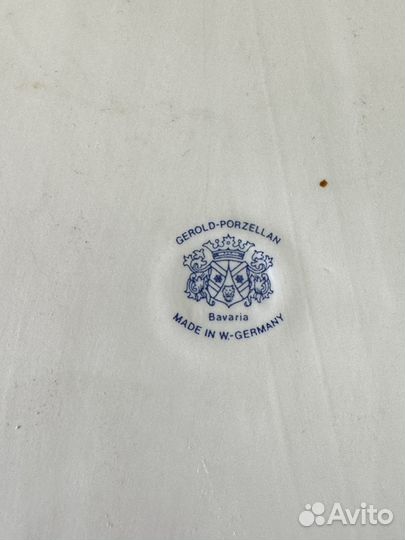 GEROLD-PORZELLAN
Bavaria
MADE IN W.-GERMANY
Avito